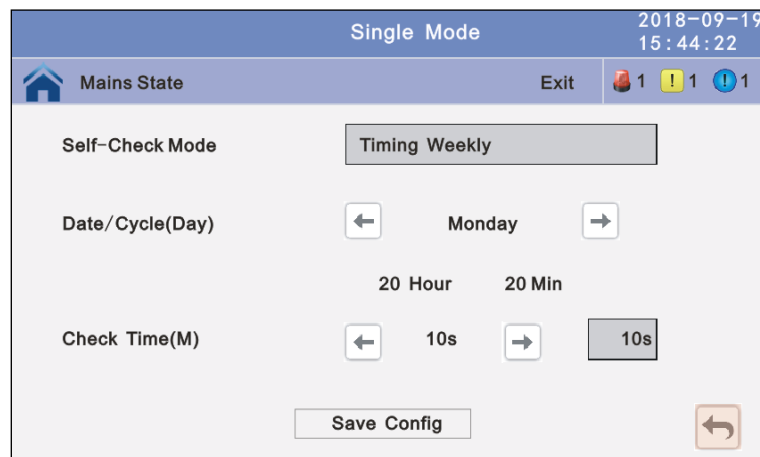 Single Mode
2018-09-19
15:44:22
Mains State
Exit
1
! 1
! 1
Self-Check Mode
Timing Weekly
Date/Cycle(Day)
Monday
20 Hour
20 Min
Check Time(M)
10s
10s
Save Config